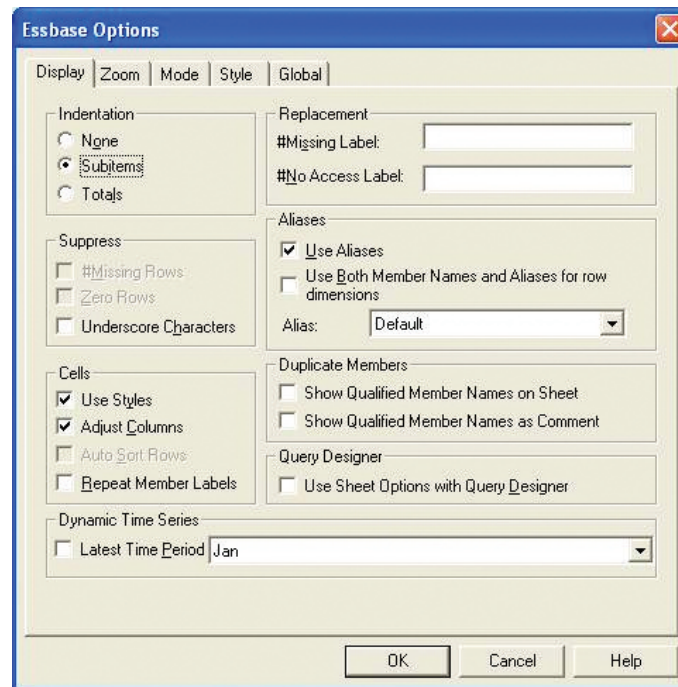 Essbase Options
Display
Zoom
Mode
Style
Global
Indentation
None
Subitems
Totals
Suppress
#Missing Rows
Zero Rows
Underscore Characters
Cells
Use Styles
Adjust Columns
Auto Sort Rows
Repeat Member Labels
Replacement
#Missing Label:
#No Access Label:
Aliases
Use Aliases
Use Both Member Names and Aliases for row
dimensions
Alias: Default
Duplicate Members
Show Qualified Member Names on Sheet
Show Qualified Member Names as Comment
Query Designer
Use Sheet Options with Query Designer
Dynamic Time Series
Latest Time Period Jan
OK
Cancel
Help